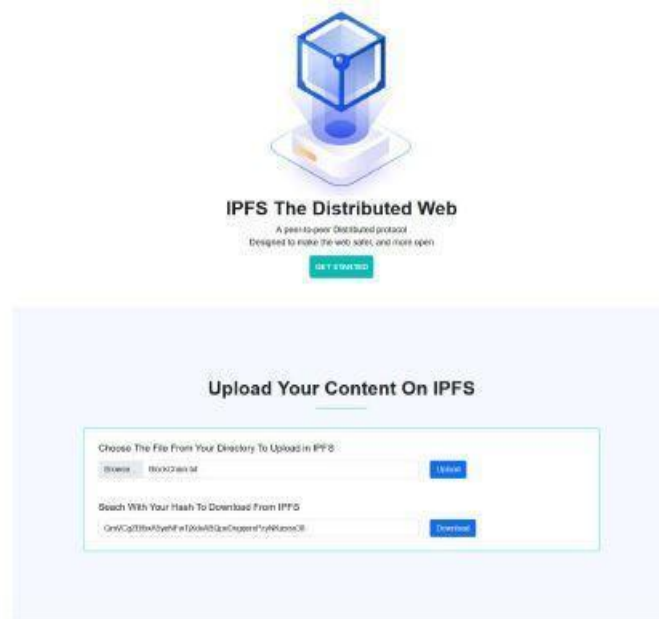 IPFS The Distributed Web
A peer-to-peer Distributed protocol
Designed to make the web safer, and more open
GET STARTED
Upload Your Content On IPFS
Choose The File From Your Directory To Upload in IPFS
Browse BlockChain.txt
Upload
Seach With Your Hash To Download From IPFS
Download